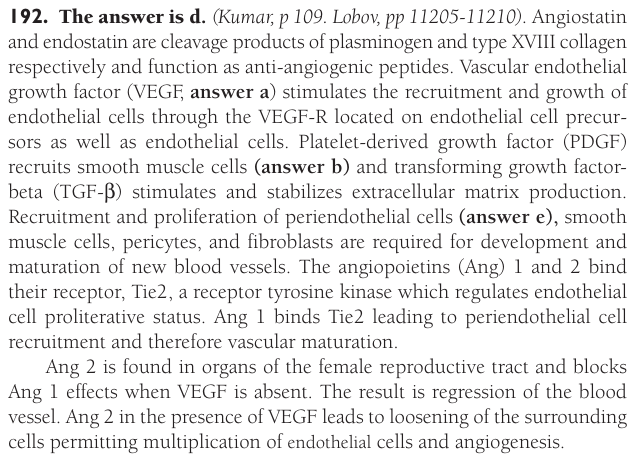 192. The answer is d. (Kumar, p 109. Lobov, pp 11205-11210). Angiostatin
and endostatin are cleavage products of plasminogen and type XVIII collagen
respectively and function as anti-angiogenic peptides. Vascular endothelial
growth factor (VEGF, answer a) stimulates the recruitment and growth of
endothelial cells through the VEGF-R located on endothelial cell precur-
sors as well as endothelial cells. Platelet-derived growth factor (PDGF)
recruits smooth muscle cells (answer b) and transforming growth factor-
beta (TGF-β) stimulates and stabilizes extracellular matrix production.
Recruitment and proliferation of periendothelial cells (answer e), smooth
muscle cells, pericytes, and fibroblasts are required for development and
maturation of new blood vessels. The angiopoietins (Ang) 1 and 2 bind
their receptor, Tie2, a receptor tyrosine kinase which regulates endothelial
cell proliterative status. Ang 1 binds Tie2 leading to periendothelial cell
recruitment and therefore vascular maturation.
Ang 2 is found in organs of the female reproductive tract and blocks
Ang 1 effects when VEGF is absent. The result is regression of the blood
vessel. Ang 2 in the presence of VEGF leads to loosening of the surrounding
cells permitting multiplication of endothelial cells and angiogenesis.